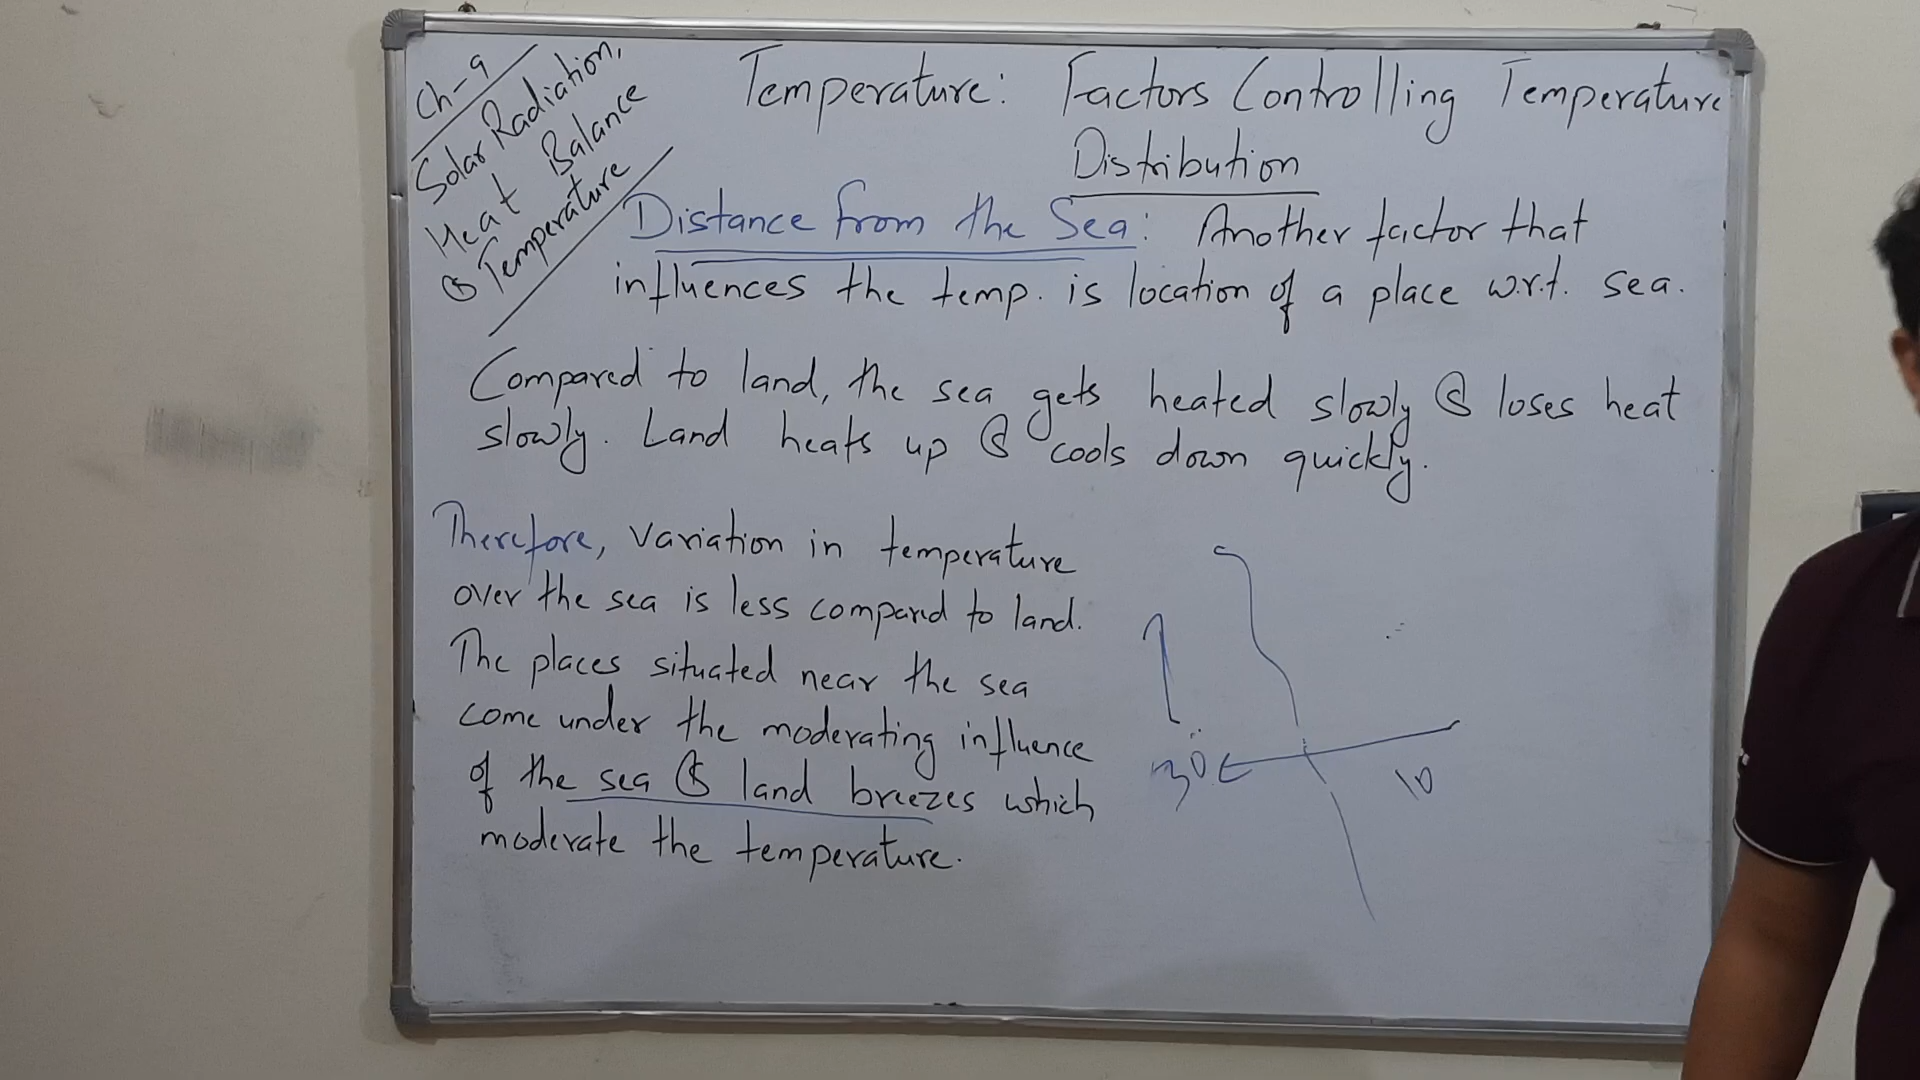 Ch-9
Solar Radiation,
Heat Balance
& Temperature
Temperature: Factors Controlling Temperature
Distribution
Distance from the Sea: Another factor that
influences the temp. is location of a place w.r.t. sea.
Compared to land, the sea gets heated slowly & loses heat
slowly. Land heats up & cools down quickly.
Therefore, variation in temperature
over the sea is less compared to land.
The places situated near the sea
come under the moderating influence
of the sea & land breezes which
moderate the temperature.
30
10